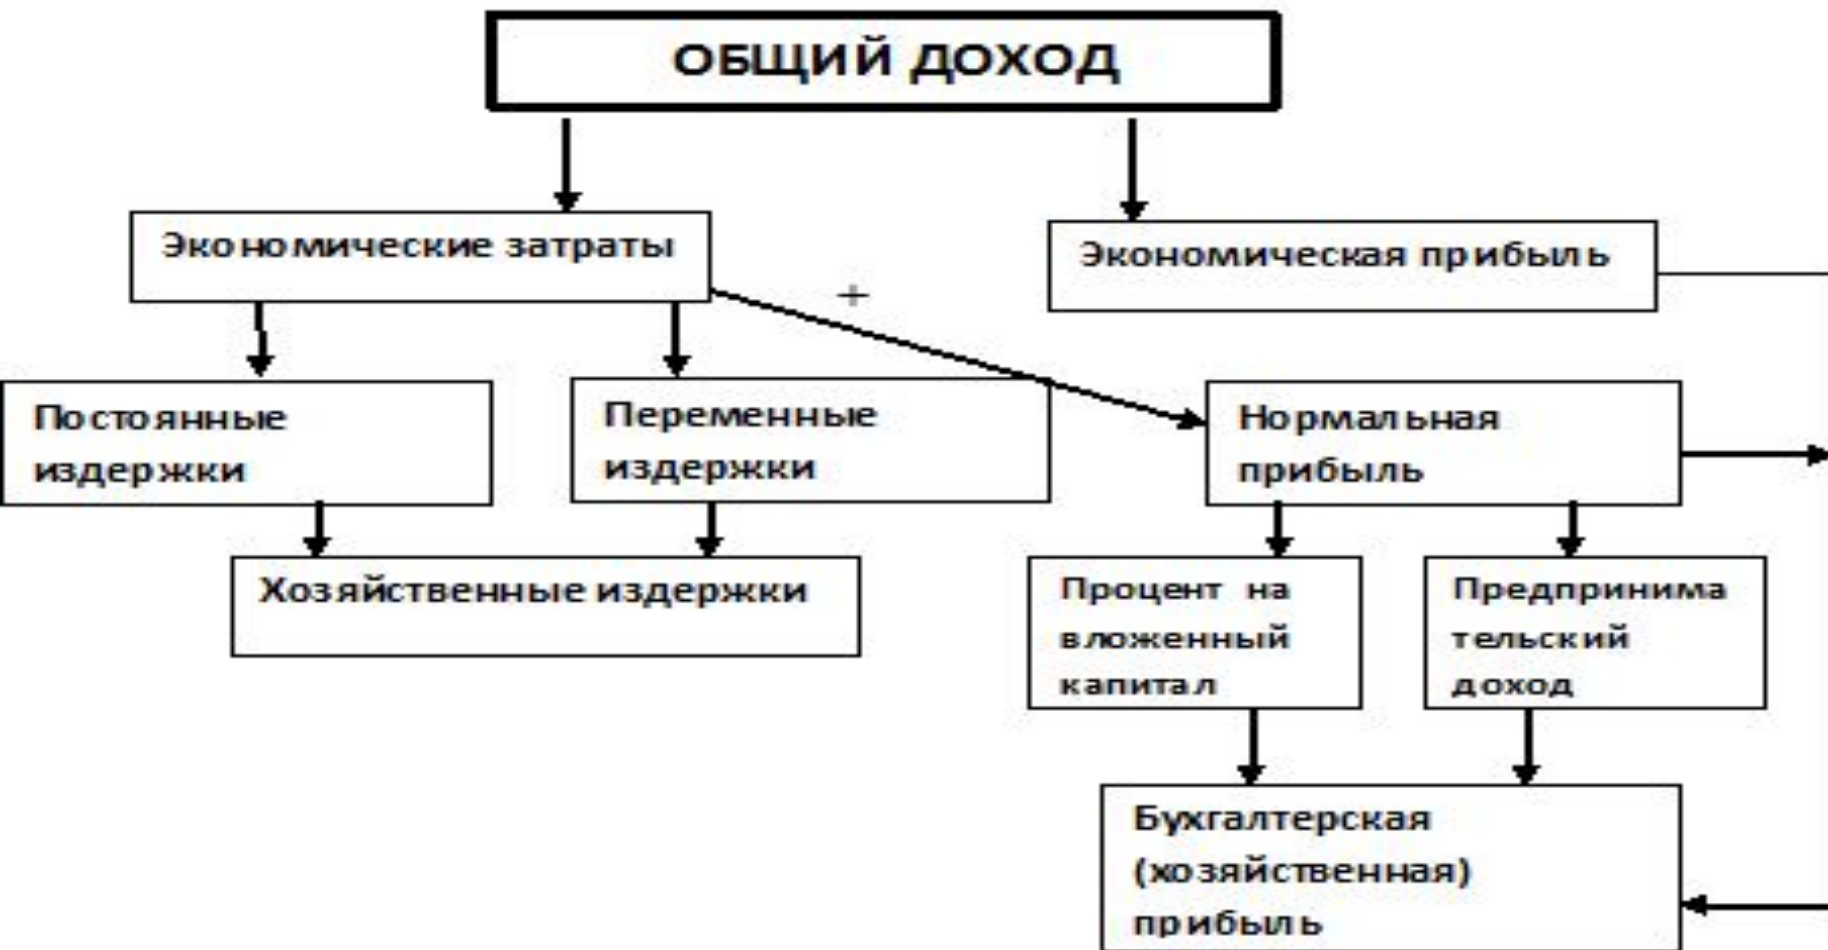 ОБЩИЙ ДОХОД
Экономические затраты
Экономическая прибыль
+
Постоянные
издержки
Переменные
издержки
Нормальная
прибыль
Хозяйственные издержки
Процент на
вложенный
капитал
Предпринима
тельский
доход
Бухгалтерская
(хозяйственная)
прибыль